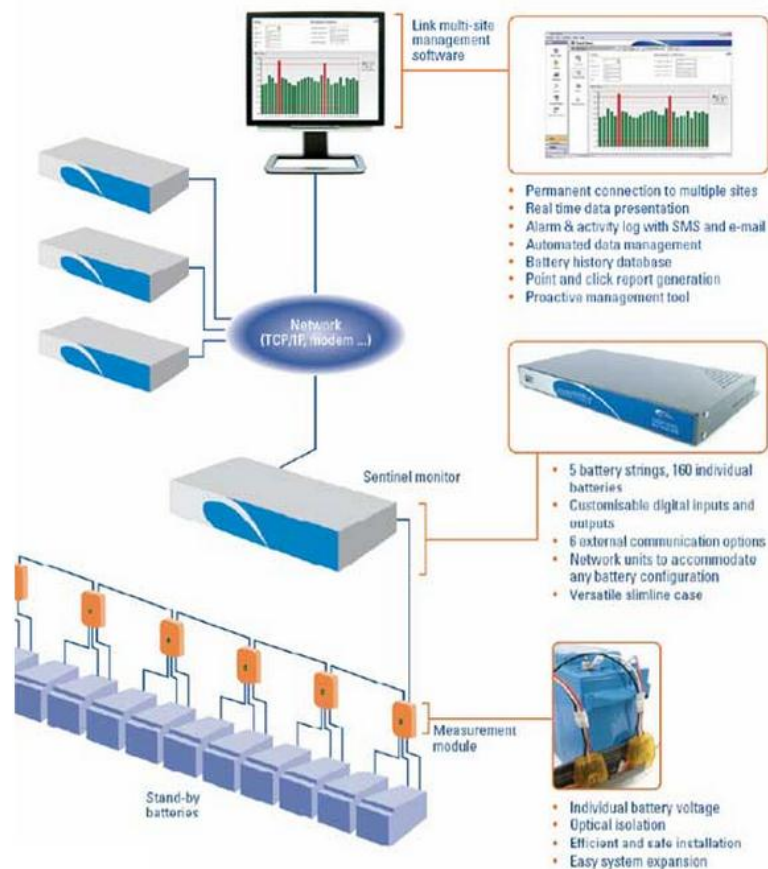 Link multi-site
management
software
• Permanent connection to multiple sites
• Real time data presentation
• Alarm & activity log with SMS and e-mail
• Automated data management
• Battery history database
• Point and click report generation
• Proactive management tool
Network
(TCP/IP, modem ...)
Sentinel monitor
• 5 battery strings, 160 individual
batteries
• Customisable digital inputs and
outputs
• 6 external communication options
• Network units to accommodate
any battery configuration
• Versatile slimline case
Measurement
module
Stand-by
batteries
• Individual battery voltage
• Optical isolation
• Efficient and safe installation
• Easy system expansion